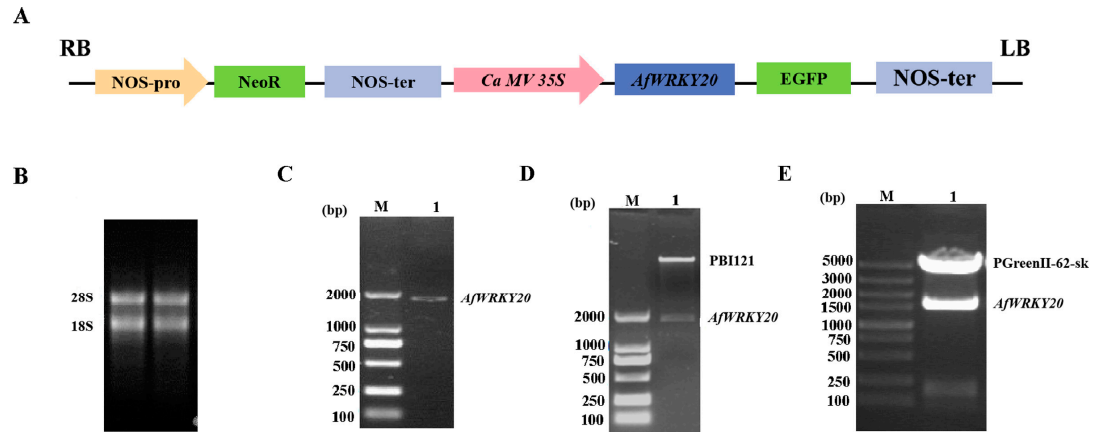 A
RB LB
NOS-pro NeoR NOS-ter Ca MV 35S AfWRKY20 EGFP NOS-ter
B
28S
18S
C
(bp) M 1
2000 AfWRKY20
1000
750
500
250
100
D
(bp) M 1
PBI121
2000 AfWRKY20
1000
750
500
250
100
E
(bp) M 1
5000 PGreenII-62-sk
3000
2000 AfWRKY20
1500
1000
750
500
250
100